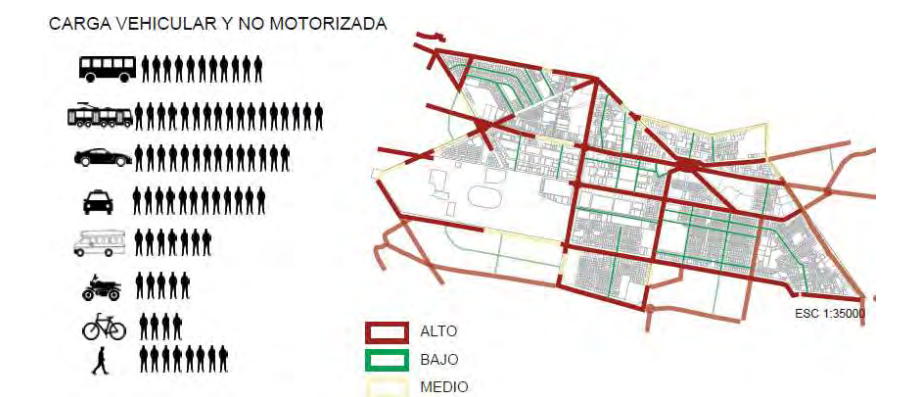 CARGA VEHICULAR Y NO MOTORIZADA
ESC 1:35000
ALTO
BAJO
MEDIO